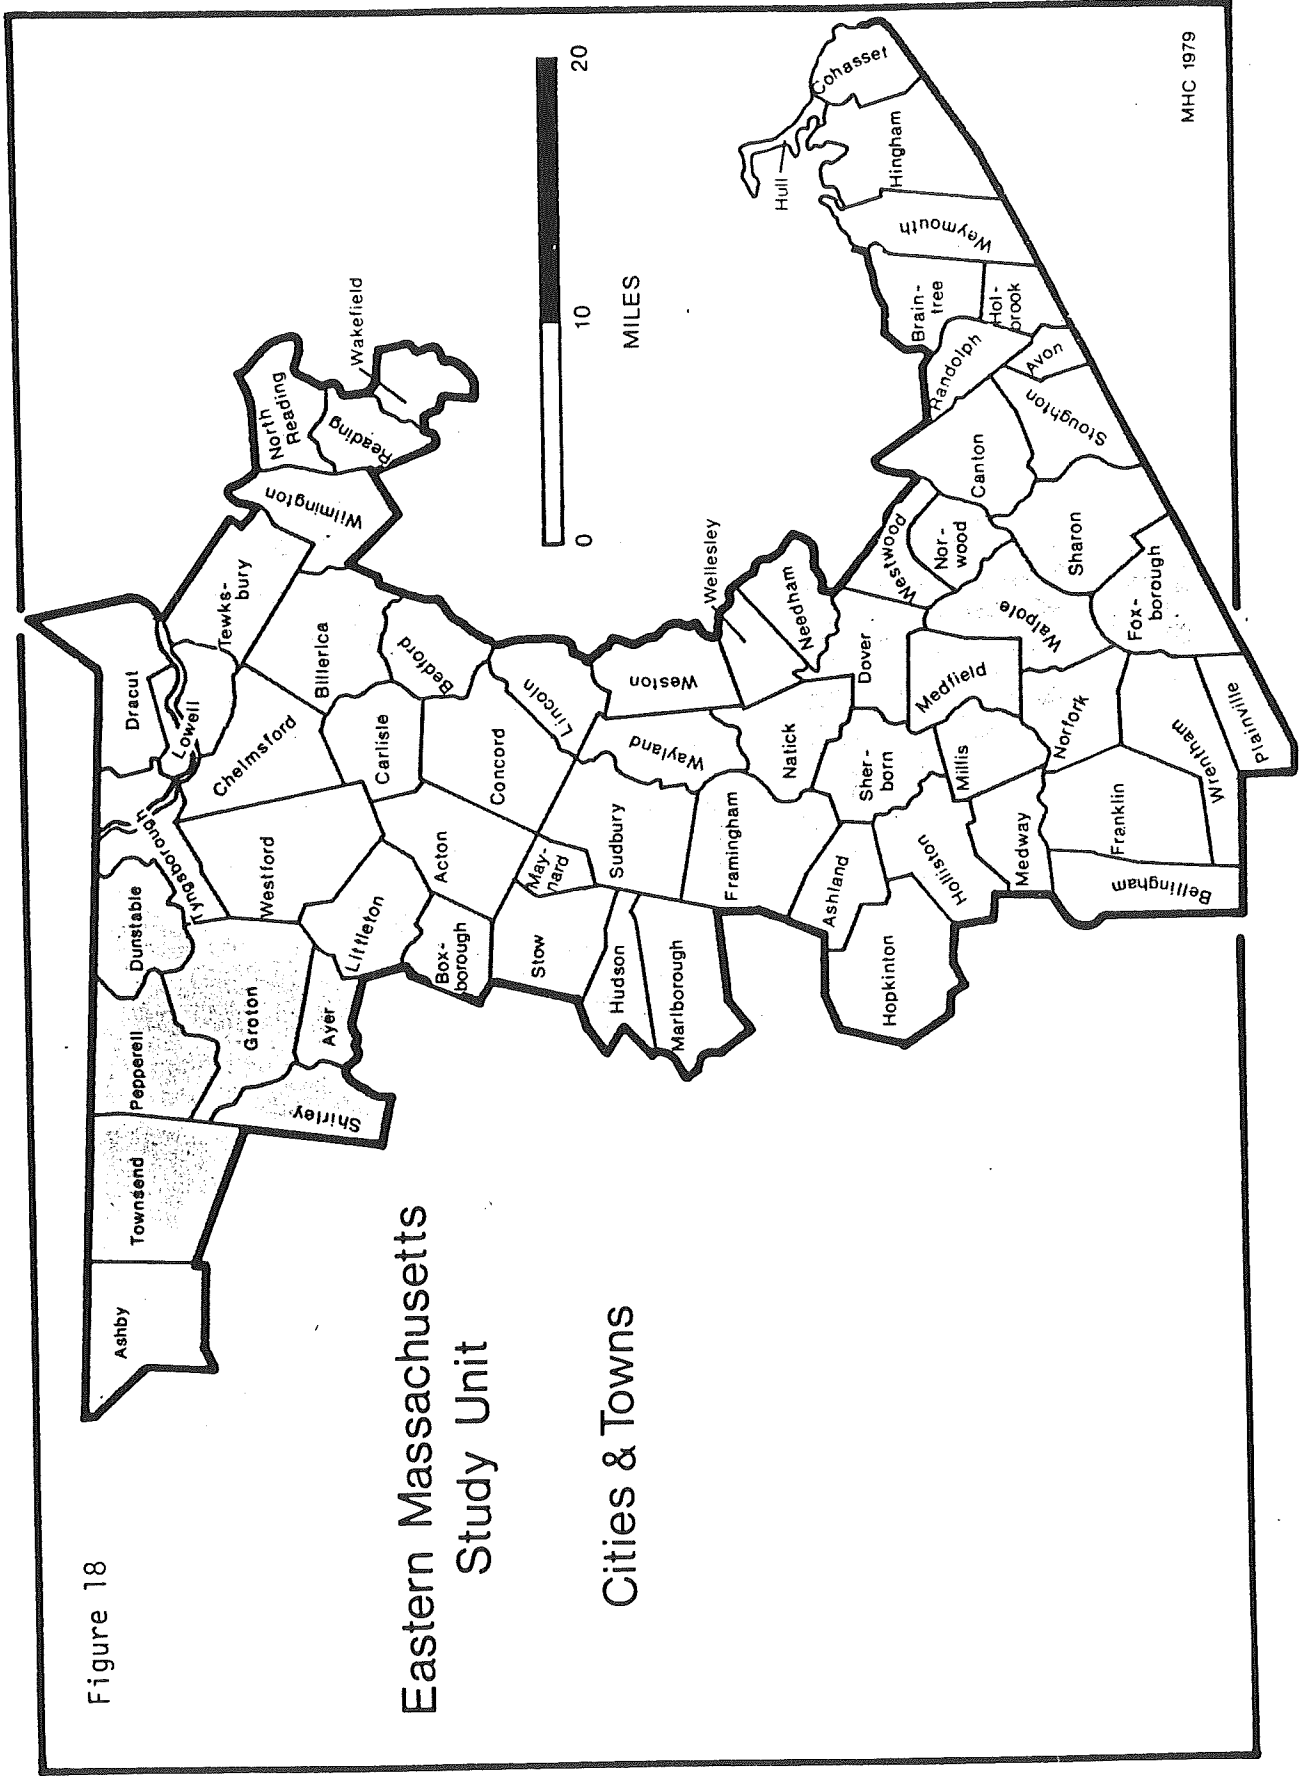 Figure 18
Eastern Massachusetts
Study Unit
Cities & Towns
Ashby
Townsend
Pepperell
Dunstable
Tyngsborough
Dracut
Lowell
Tewks-
bury
Wilmington
North
Reading
Reading
Wakefield
Shirley
Groton
Ayer
Westford
Littleton
Chelmsford
Billerica
Carlisle
Bedford
Box-
borough
Acton
Concord
Lincoln
Stow
May-
nard
Sudbury
Wayland
Weston
Hudson
Marlborough
Framingham
Natick
Wellesley
Needham
Hopkinton
Ashland
Sher-
born
Dover
Westwood
Holliston
Millis
Medfield
Nor-
wood
Walpole
Canton
Medway
Norfork
Sharon
Stoughton
Randolph
Avon
Brain-
tree
Hol-
brook
Weymouth
Hingham
Hull
Cohasset
Bellingham
Franklin
Wrentham
Plainville
Fox-
borough
0 10 20
MILES
MHC 1979